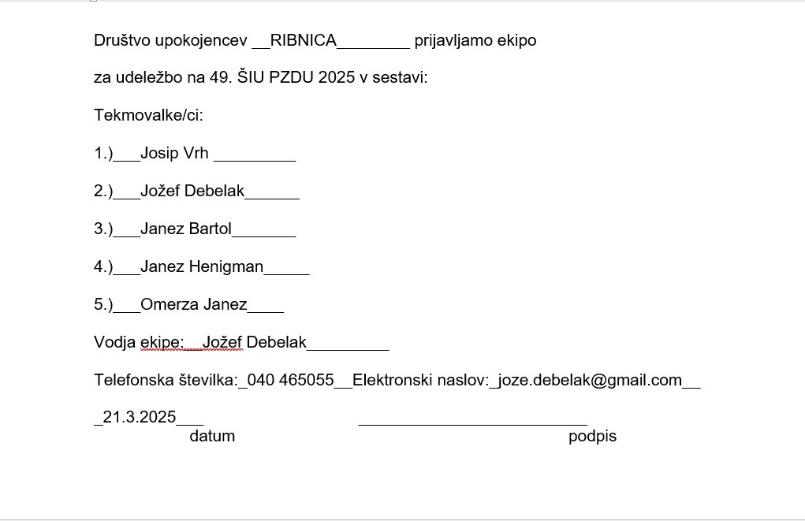 Društvo upokojencev __RIBNICA________ prijavljamo ekipo
za udeležbo na 49. ŠIU PZDU 2025 v sestavi:
Tekmovalke/ci:
1.)___Josip Vrh _________
2.)___Jožef Debelak______
3.)___Janez Bartol_______
4.)___Janez Henigman_____
5.)___Omerza Janez____
Vodja ekipe:__Jožef Debelak_________
Telefonska številka:_040 465055__Elektronski naslov:_joze.debelak@gmail.com__
_21.3.2025___ _________________________
datum podpis